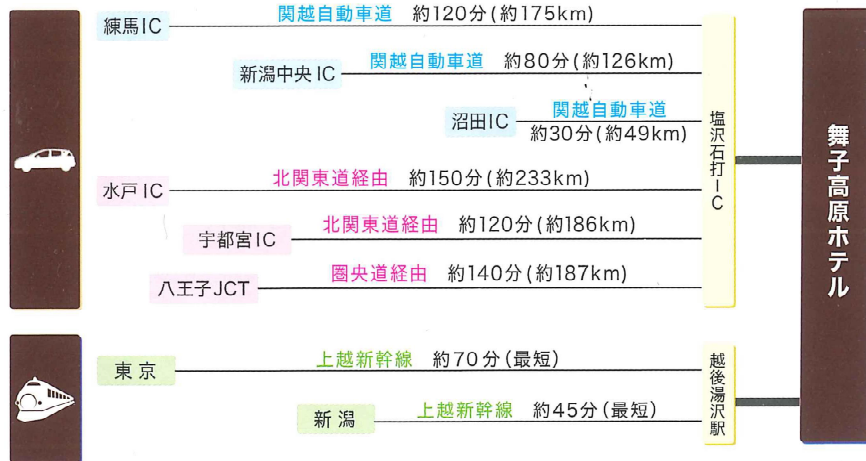 練馬IC 関越自動車道 約120分(約175km)
新潟中央IC 関越自動車道 約80分(約126km)
沼田IC 関越自動車道
約30分(約49km)
水戸IC 北関東道経由 約150分(約233km)
宇都宮IC 北関東道経由 約120分(約186km)
八王子JCT 圏央道経由 約140分(約187km)
塩沢石打IC
東京 上越新幹線 約70分(最短)
新潟 上越新幹線 約45分(最短)
越後湯沢駅
舞子高原ホテル